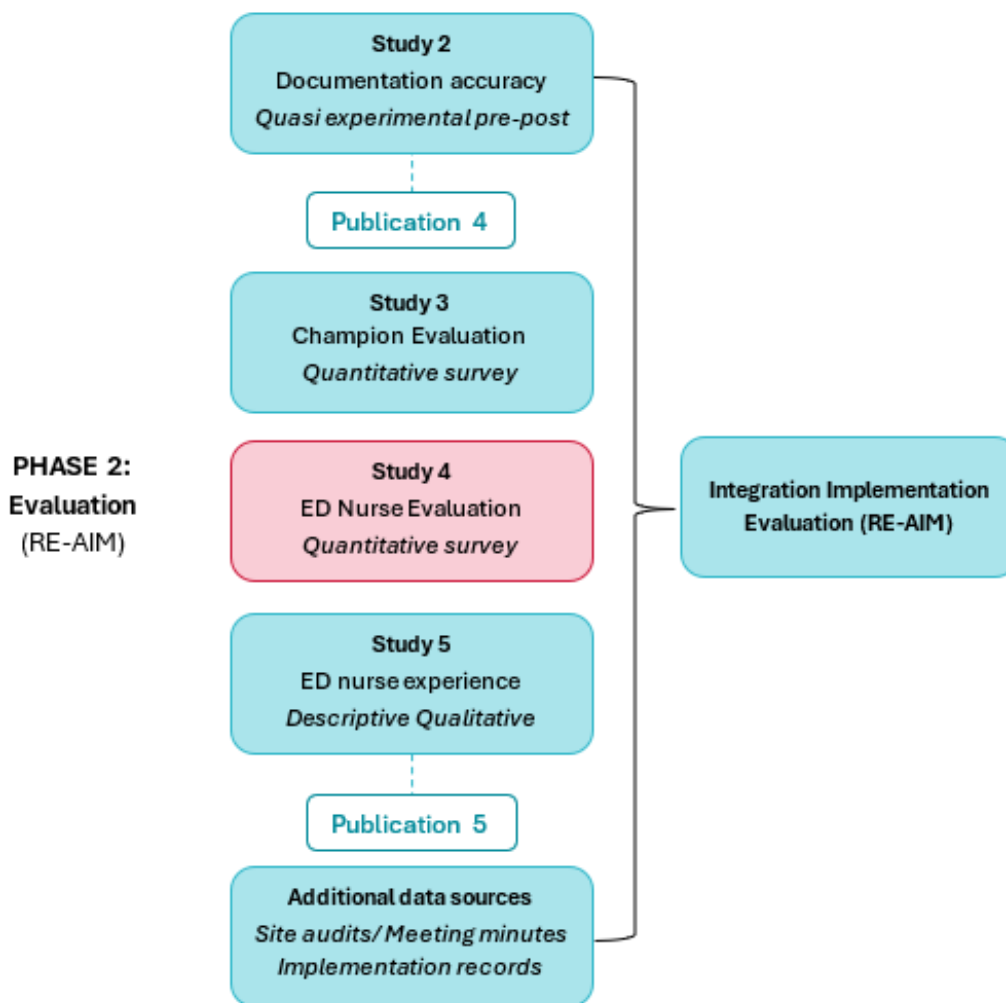 Study 2
Documentation accuracy
Quasi experimental pre-post
Publication 4
Study 3
Champion Evaluation
Quantitative survey
PHASE 2:
Evaluation
(RE-AIM)
Study 4
ED Nurse Evaluation
Quantitative survey
Integration Implementation
Evaluation (RE-AIM)
Study 5
ED nurse experience
Descriptive Qualitative
Publication 5
Additional data sources
Site audits/ Meeting minutes
Implementation records